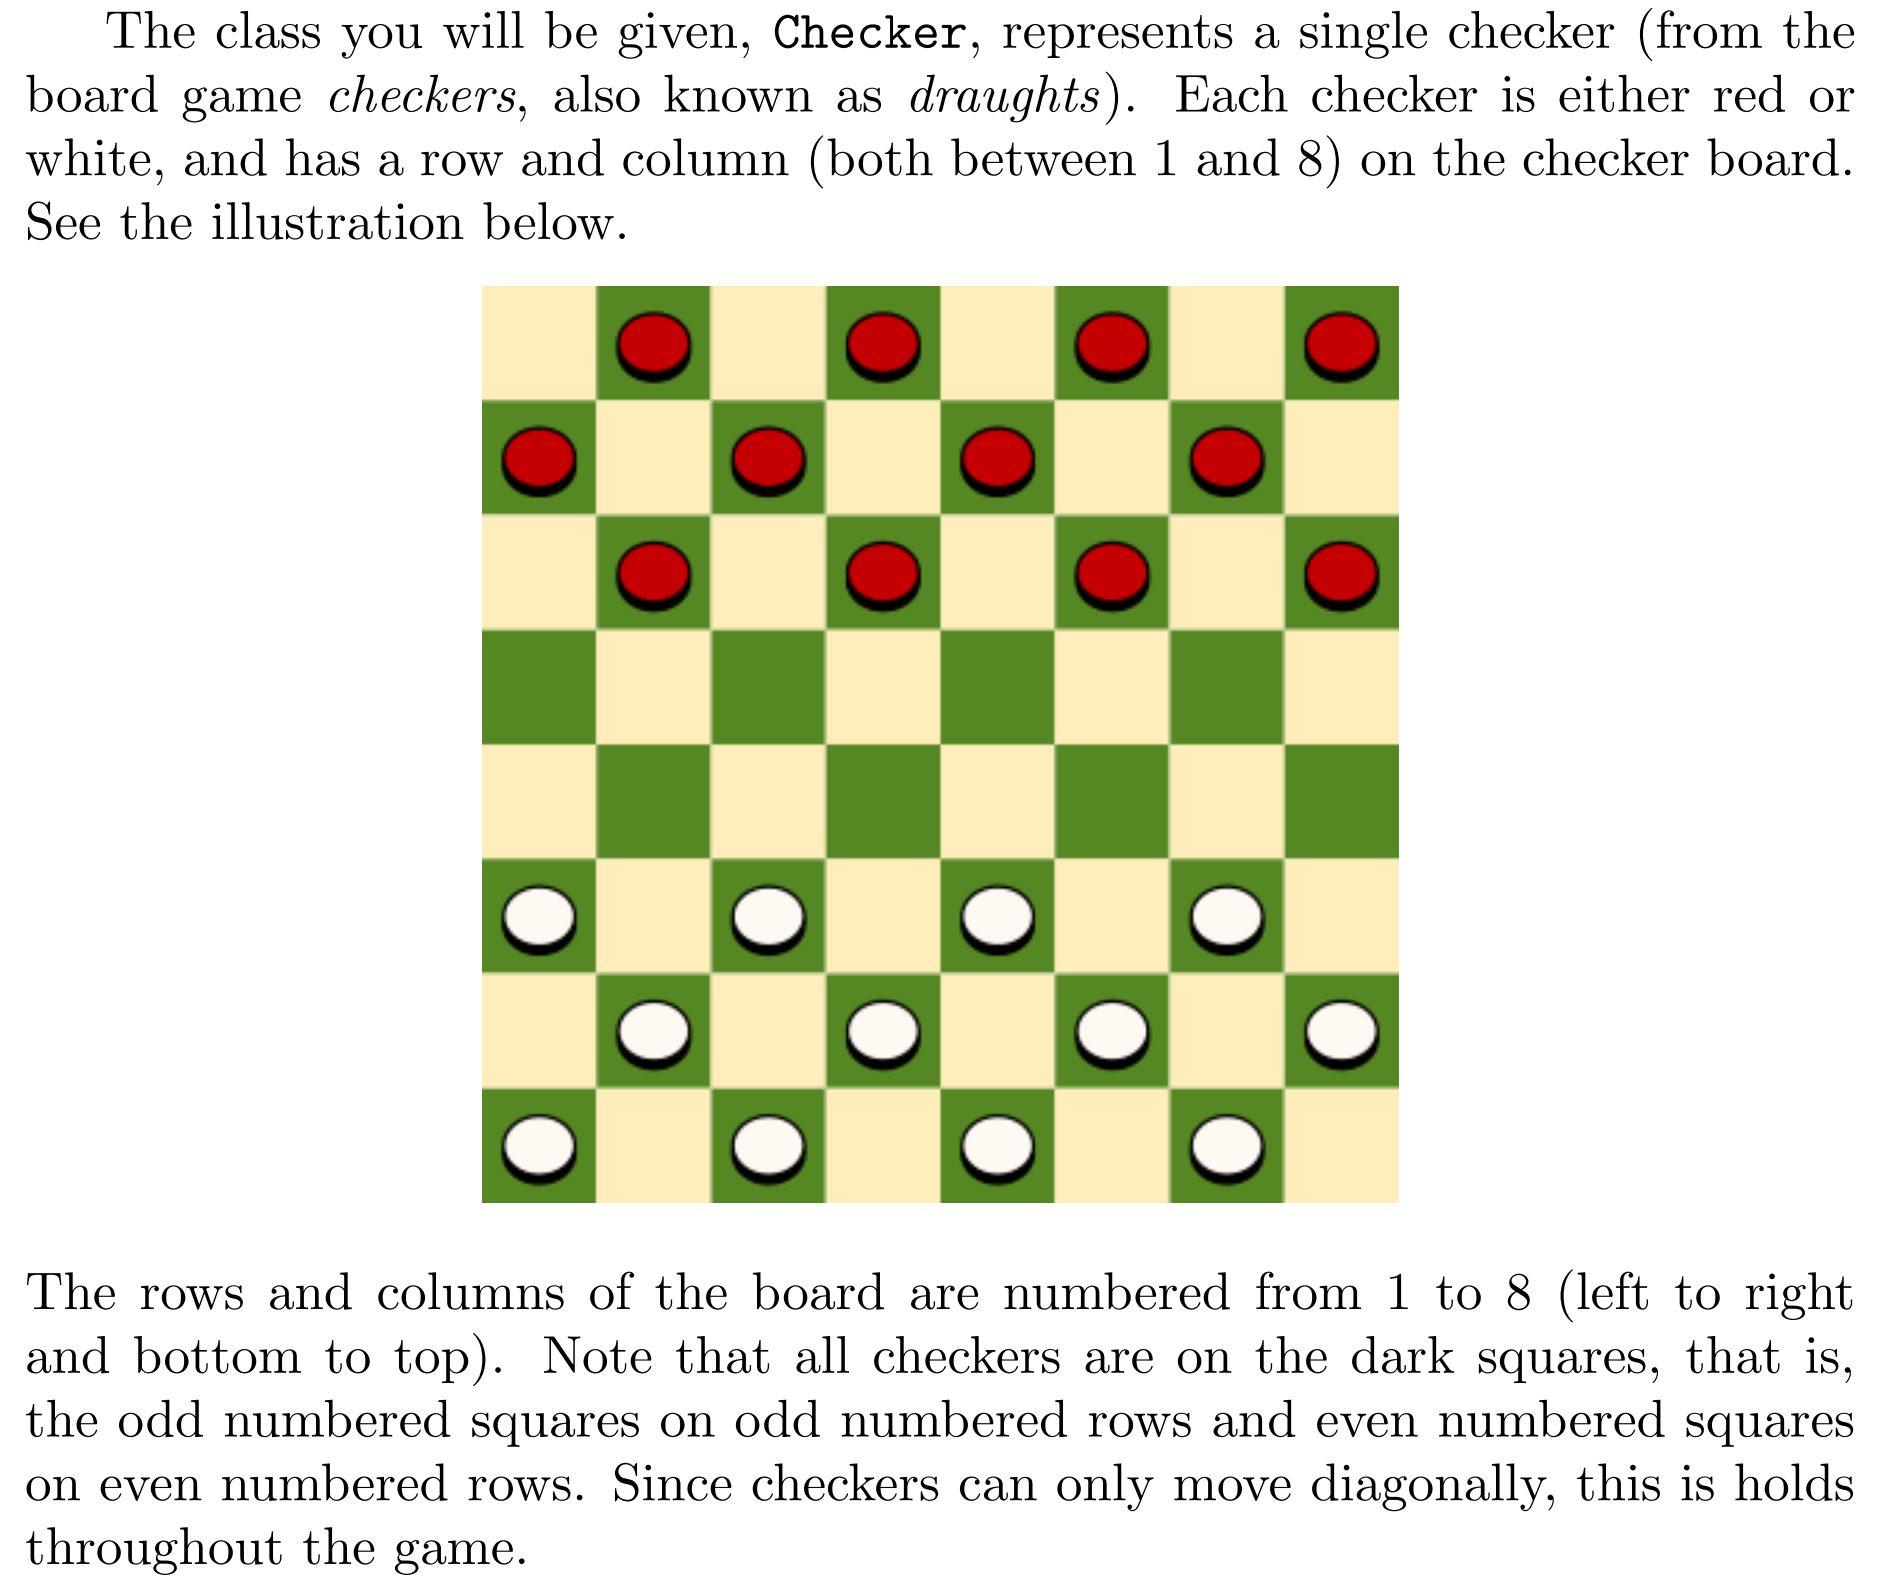 The class you will be given, Checker, represents a single checker (from the
board game checkers, also known as draughts). Each checker is either red or
white, and has a row and column (both between 1 and 8) on the checker board.
See the illustration below.
The rows and columns of the board are numbered from 1 to 8 (left to right
and bottom to top). Note that all checkers are on the dark squares, that is,
the odd numbered squares on odd numbered rows and even numbered squares
on even numbered rows. Since checkers can only move diagonally, this is holds
throughout the game.